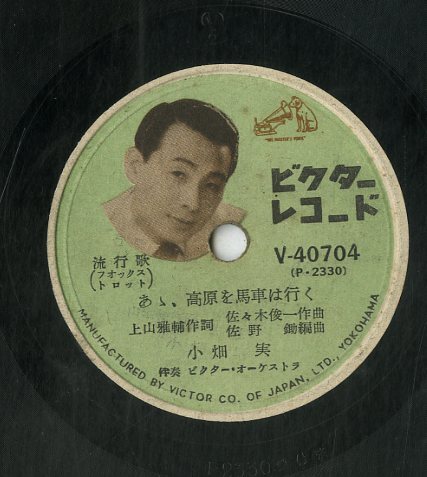 "HIS MASTER'S VOICE"
ビクター
レコード
V-40704
(P・2330)
流行歌
(フオックス
トロット)
あゝ、高原を馬車は行く
上山雅輔作詞 佐々木俊一作曲
佐野 鋤編曲
小畑 実
伴奏 ビクター・オーケストラ
MANUFACTURED BY VICTOR CO. OF JAPAN, LTD., YOKOHAMA